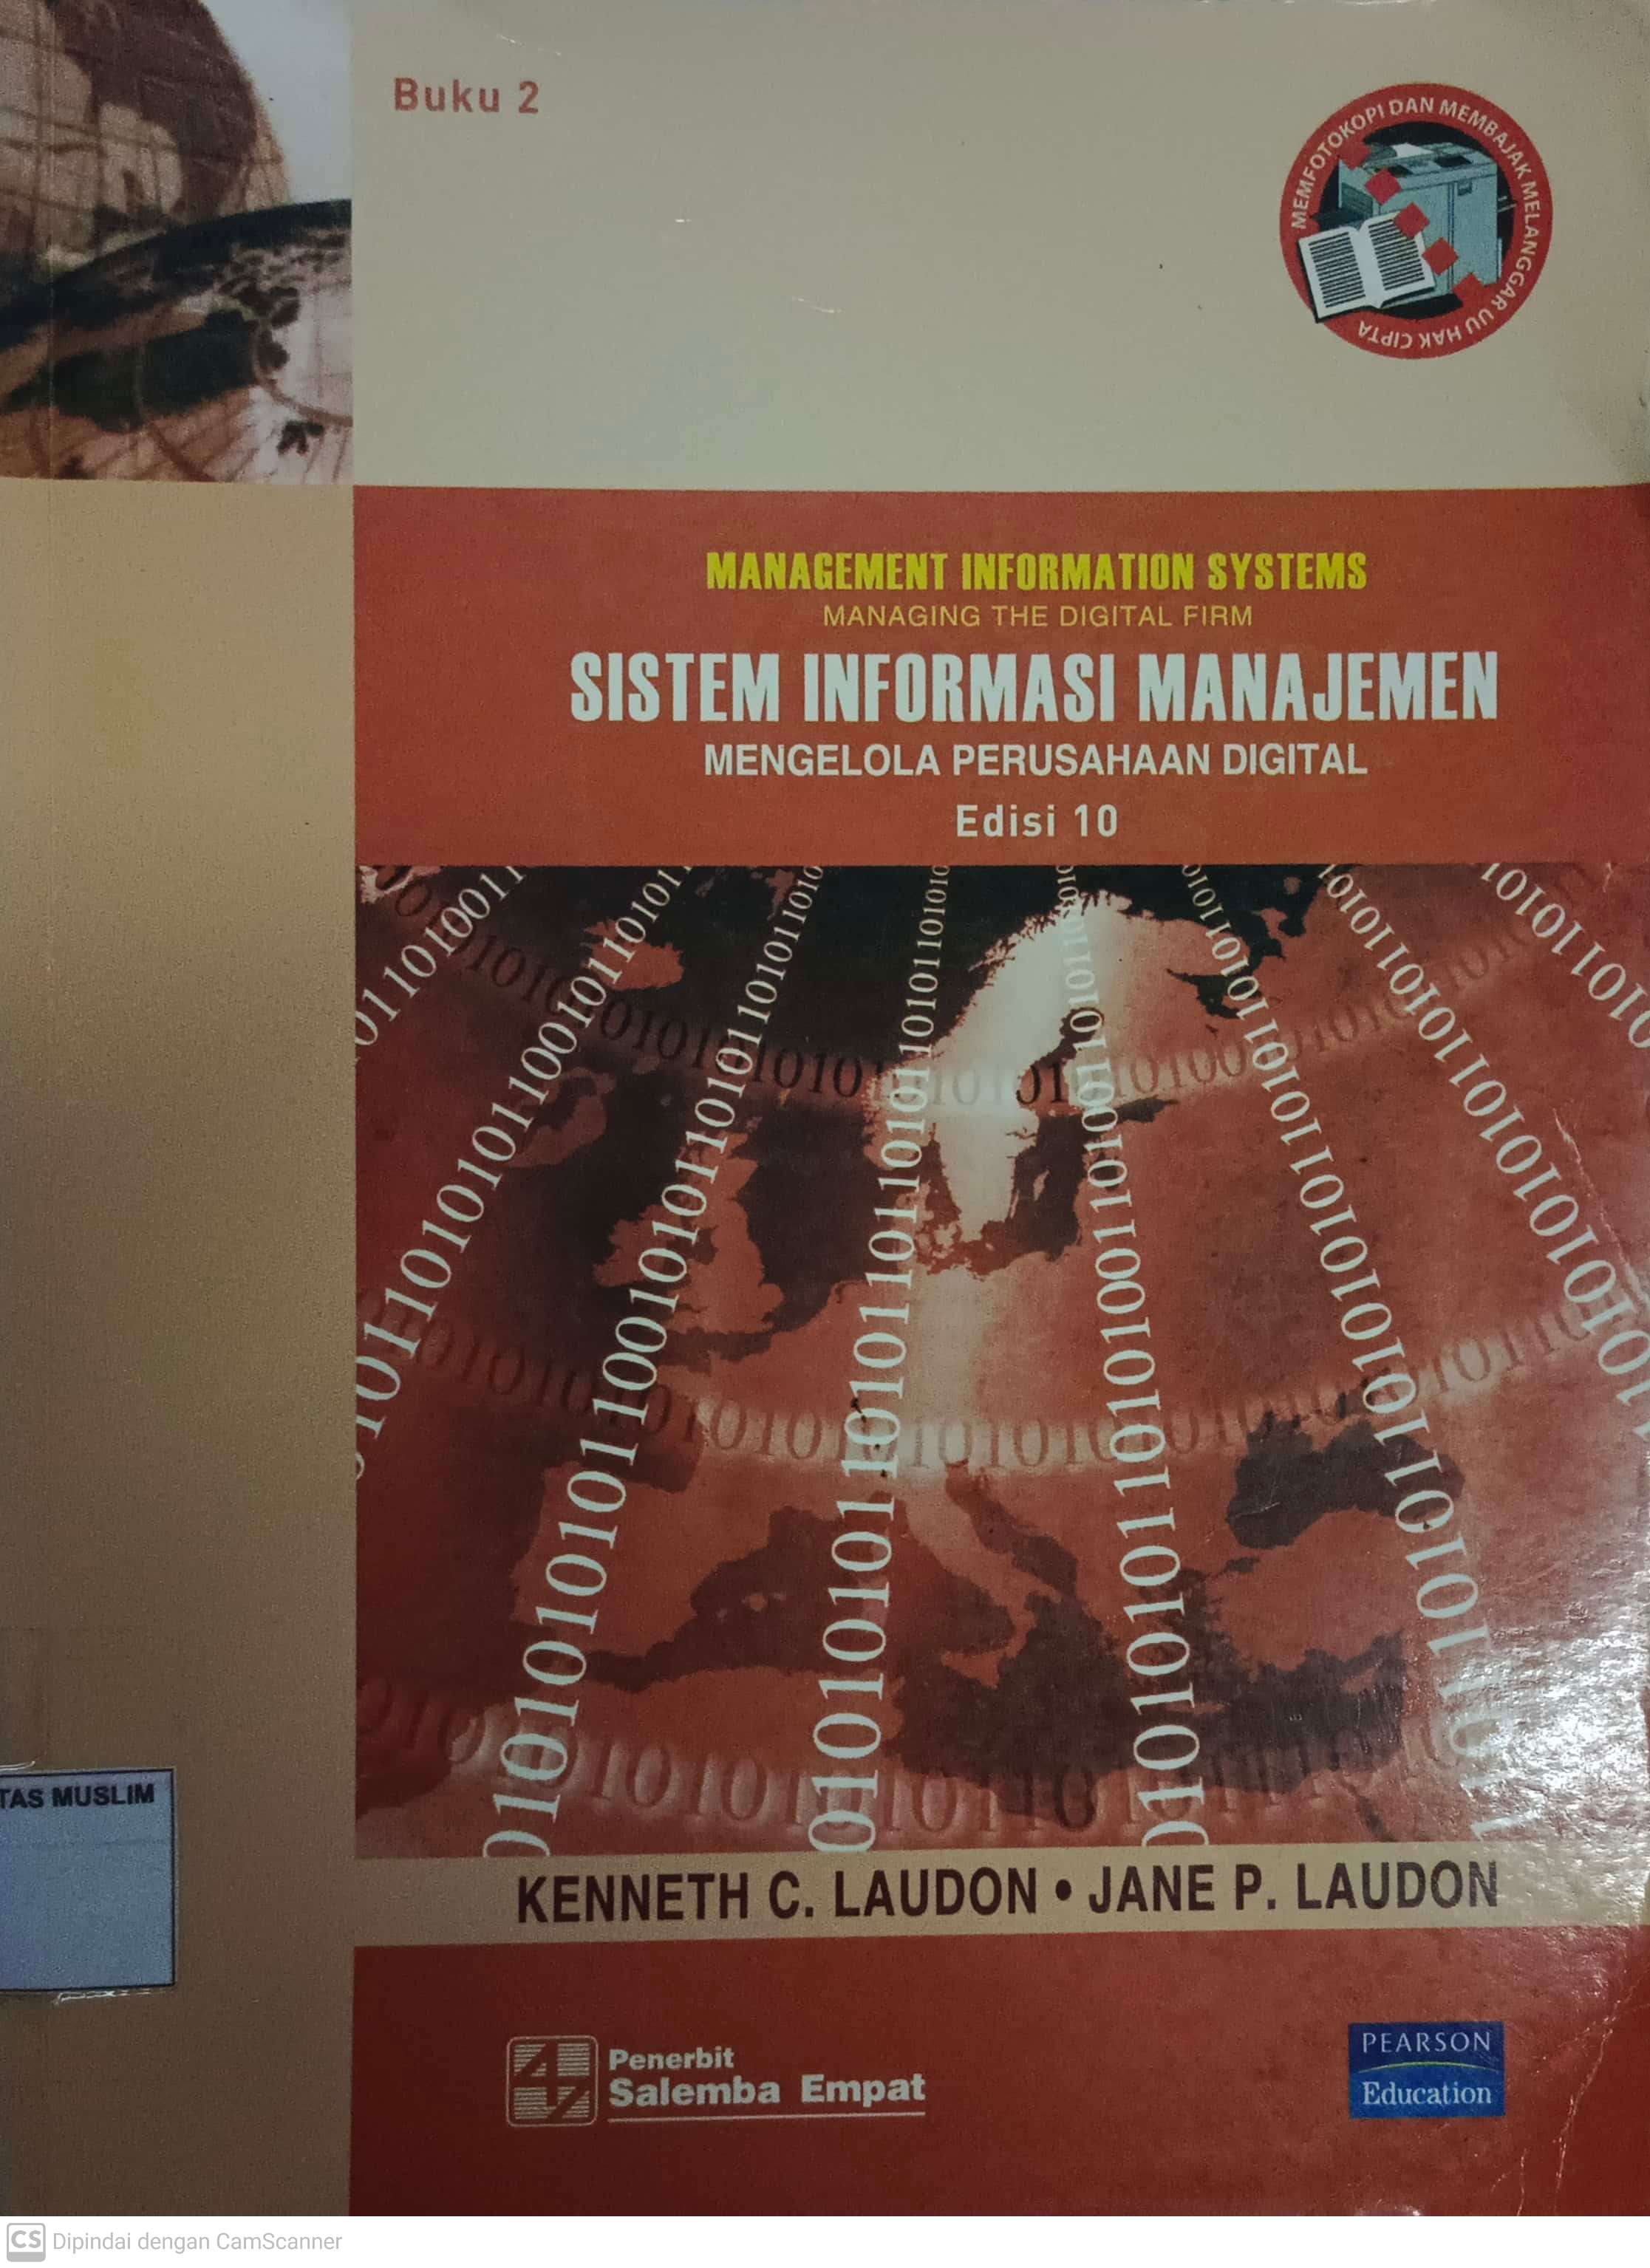 Buku 2
MEMFOTOKOPI DAN MEMBAJAK MELANGGAR UU HAK CIPTA
MANAGEMENT INFORMATION SYSTEMS
MANAGING THE DIGITAL FIRM
SISTEM INFORMASI MANAJEMEN
MENGELOLA PERUSAHAAN DIGITAL
Edisi 10
KENNETH C. LAUDON • JANE P. LAUDON
TAS MUSLIM
Penerbit
Salemba Empat
PEARSON
Education
CS Dipindai dengan CamScanner